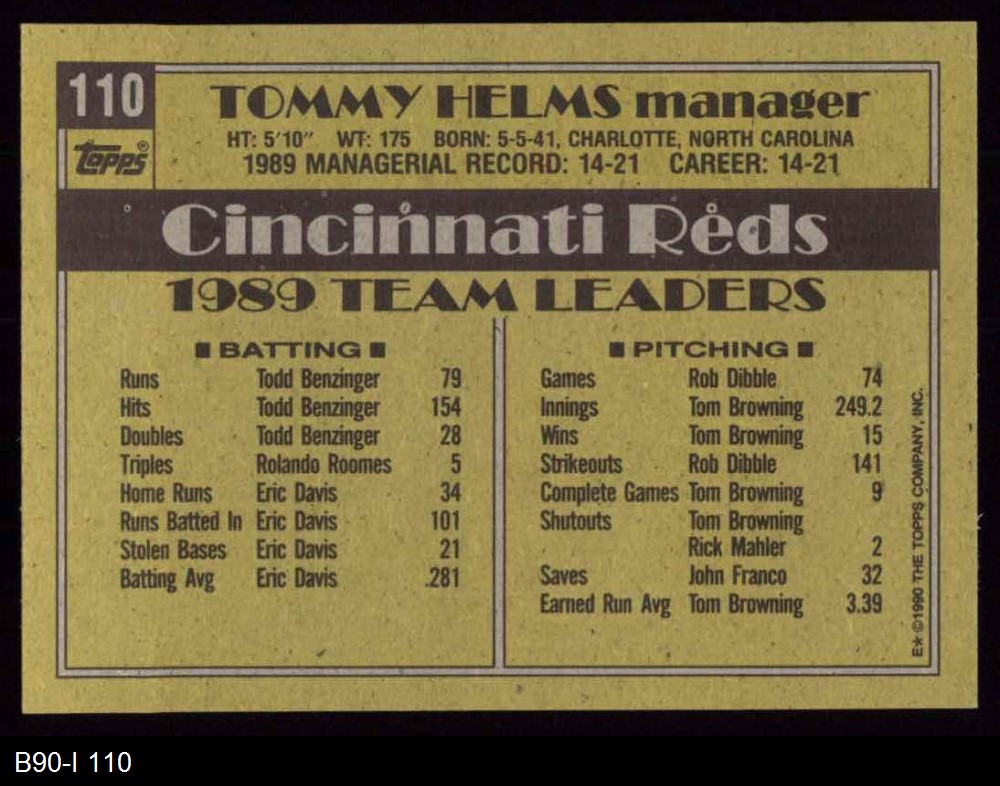 110
Topps®
TOMMY HELMS manager
HT: 5'10" WT: 175 BORN: 5-5-41, CHARLOTTE, NORTH CAROLINA
1989 MANAGERIAL RECORD: 14-21 CAREER: 14-21
Cincinnati Reds
1989 TEAM LEADERS
■ BATTING ■
Runs Todd Benzinger 79
Hits Todd Benzinger 154
Doubles Todd Benzinger 28
Triples Rolando Roomes 5
Home Runs Eric Davis 34
Runs Batted In Eric Davis 101
Stolen Bases Eric Davis 21
Batting Avg Eric Davis .281
■ PITCHING ■
Games Rob Dibble 74
Innings Tom Browning 249.2
Wins Tom Browning 15
Strikeouts Rob Dibble 141
Complete Games Tom Browning 9
Shutouts Tom Browning
Rick Mahler 2
Saves John Franco 32
Earned Run Avg Tom Browning 3.39
E★ ©1990 THE TOPPS COMPANY, INC.
B90-I 110